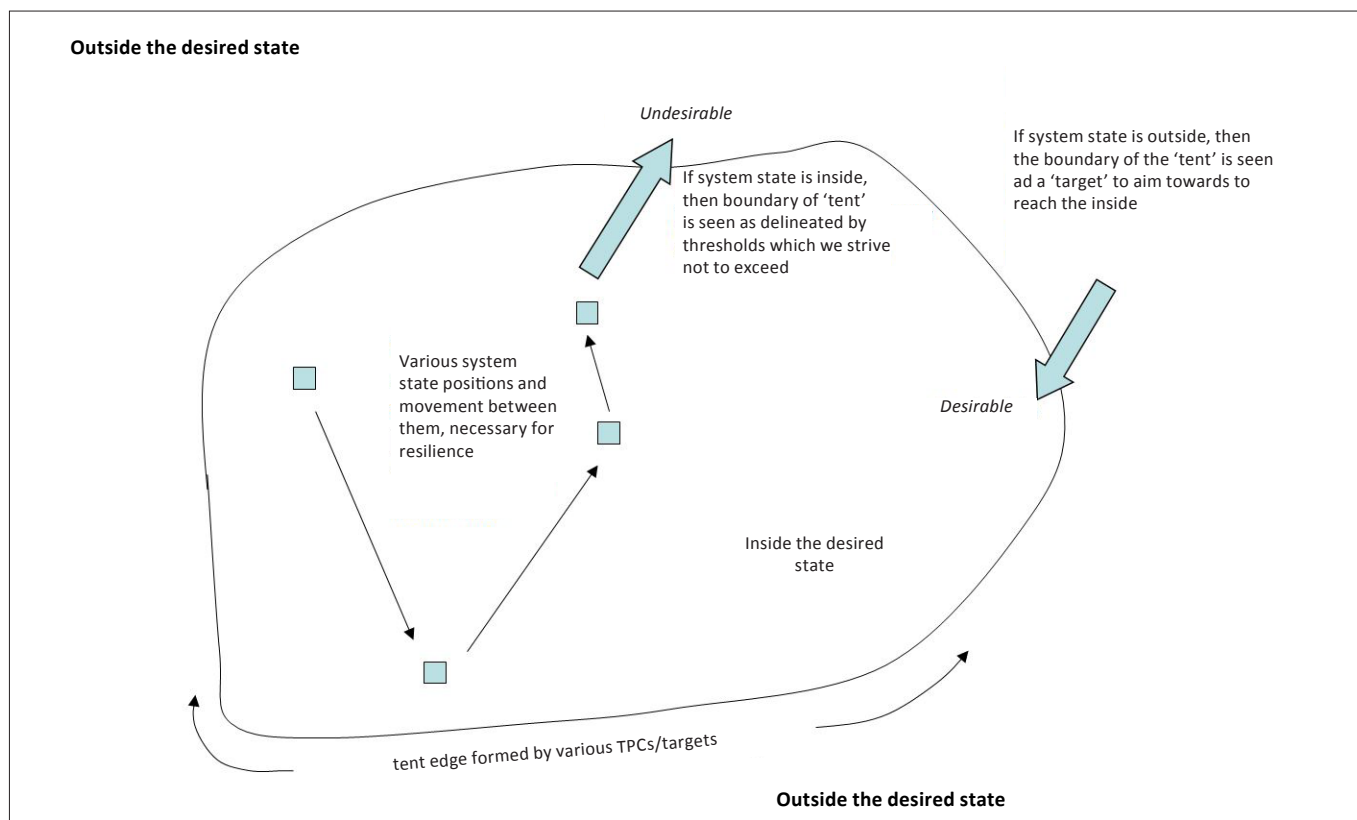 Outside the desired state
Undesirable
If system state is outside, then
the boundary of the ‘tent’ is seen
ad a ‘target’ to aim towards to
reach the inside
If system state is inside,
then boundary of ‘tent’
is seen as delineated by
thresholds which we strive
not to exceed
Various system
state positions and
movement between
them, necessary for
resilience
Desirable
Inside the desired
state
tent edge formed by various TPCs/targets
Outside the desired state